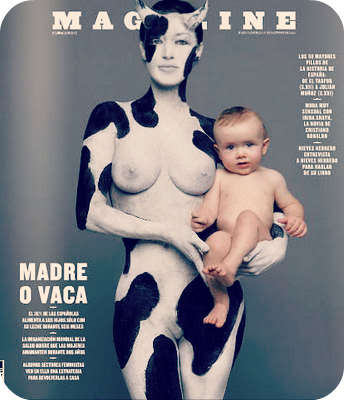 MAGAZINE
LOS 50 MAYORES
PILLOS DE
LA HISTORIA DE
ESPAÑA:
DE EL TARFUR
(S.XII) A JULIÁN
MUÑOZ (S.XXI)
MODA MUY
SENSUAL CON
IRINA SHAYK,
LA NOVIA DE
CRISTIANO
RONALDO
NIEVES HERRERO
ENTREVISTA
A NIEVES HERRERO
PARA HABLAR
DE SU LIBRO
MADRE
O VACA
EL 36% DE LAS ESPAÑOLAS
ALIMENTA A SUS HIJOS SÓLO CON
SU LECHE DURANTE SEIS MESES
LA ORGANIZACIÓN MUNDIAL DE LA
SALUD QUIERE QUE LAS MUJERES
AMAMANTEN DURANTE DOS AÑOS
ALGUNOS SECTORES FEMINISTAS
VEN EN ELLO UNA ESTRATEGIA
PARA DEVOLVERLAS A CASA